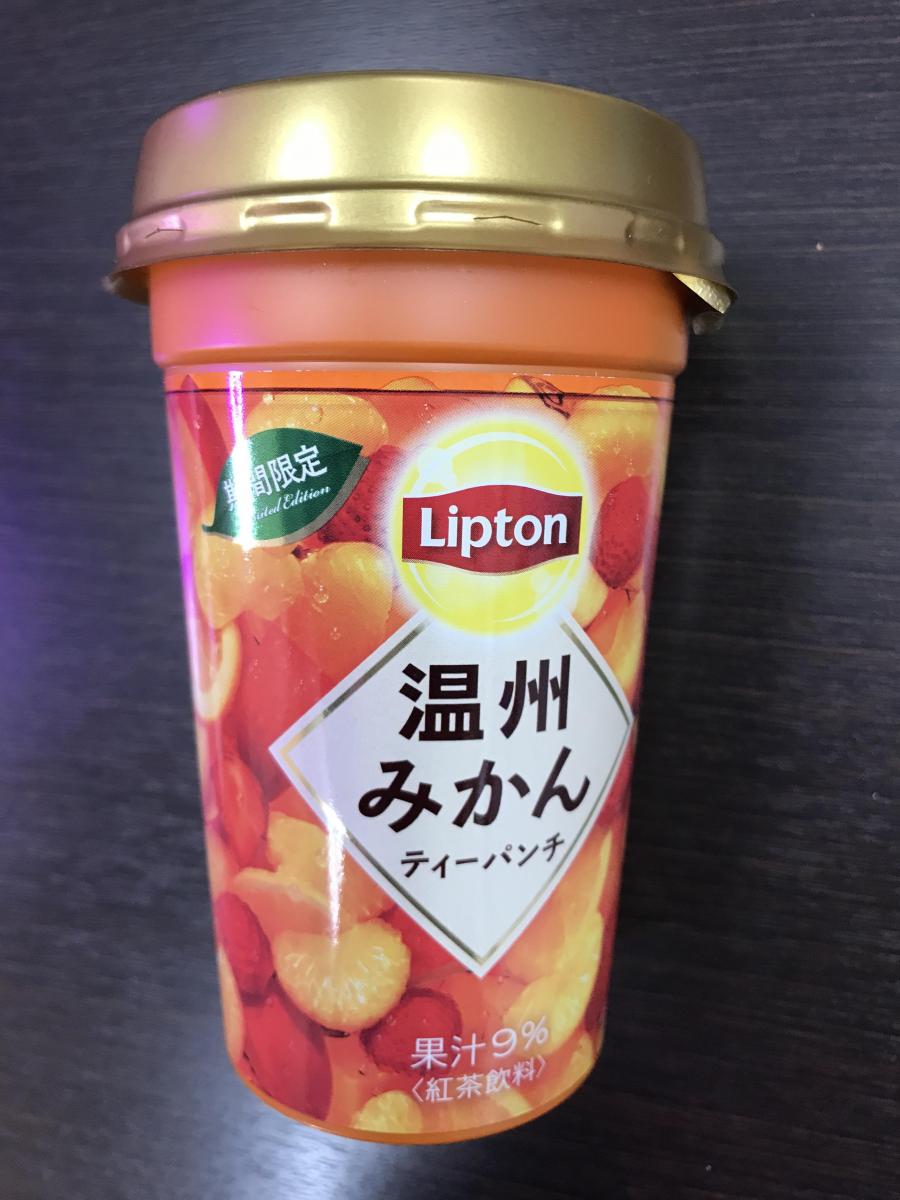 期間限定
Limited Edition
Lipton
温州
みかん
ティーパンチ
果汁9%
〈紅茶飲料〉